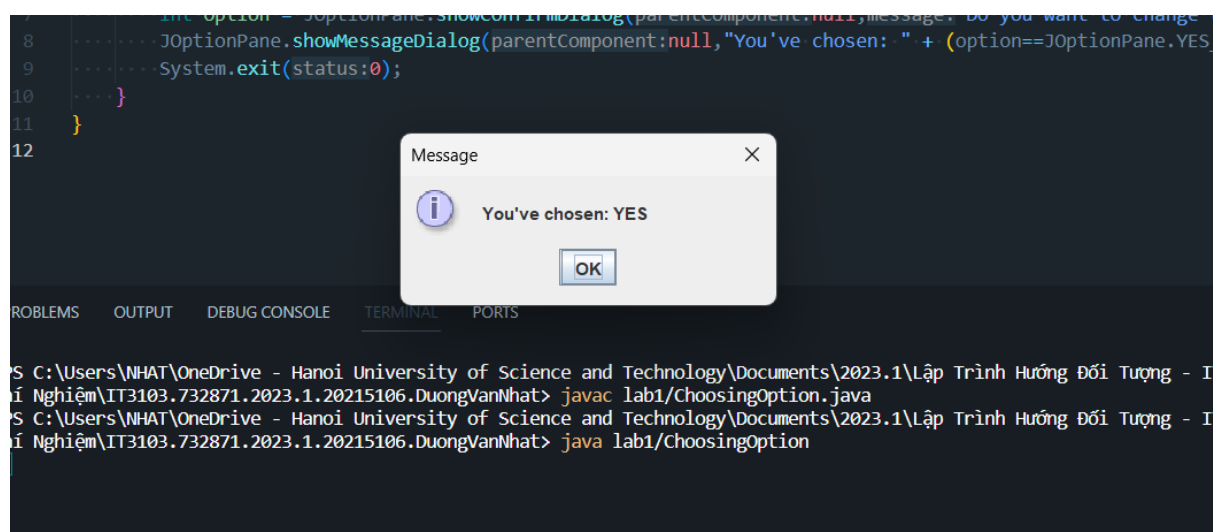 int option = JOptionPane.showConfirmDialog(parentComponent:null,message:"Do you want to change
8 JOptionPane.showMessageDialog(parentComponent:null,"You've chosen: " + (option==JOptionPane.YES_
9 System.exit(status:0);
10 }
11 }
12
Message
You've chosen: YES
OK
ROBLEMS OUTPUT DEBUG CONSOLE TERMINAL PORTS
PS C:\Users\NHAT\OneDrive - Hanoi University of Science and Technology\Documents\2023.1\Lập Trình Hướng Đối Tượng - I
í Nghiệm\IT3103.732871.2023.1.20215106.DuongVanNhat> javac lab1/ChoosingOption.java
PS C:\Users\NHAT\OneDrive - Hanoi University of Science and Technology\Documents\2023.1\Lập Trình Hướng Đối Tượng - I
í Nghiệm\IT3103.732871.2023.1.20215106.DuongVanNhat> java lab1/ChoosingOption